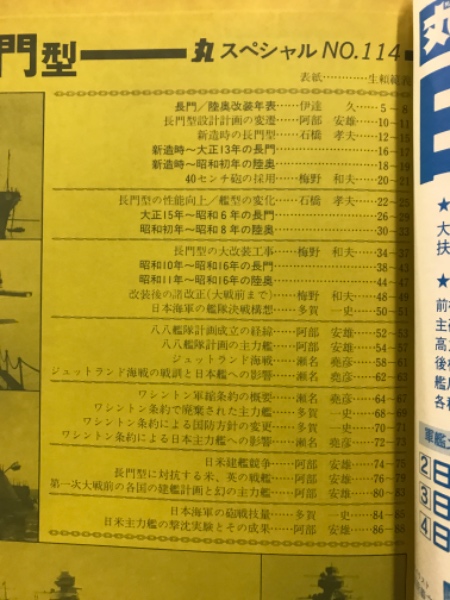 門型━━丸スペシャル NO.114
表紙…………生頼範義
長門／陸奥改装年表……伊達 久…5－8
長門型設計計画の変遷……阿部 安雄…10－11
新造時の長門型……石橋 孝夫…12－15
新造時～大正13年の長門……16－17
新造時～昭和初年の陸奥……18－19
40センチ砲の採用……梅野 和夫…20－21
長門型の性能向上／艦型の変化……石橋 孝夫…22－25
大正15年～昭和6年の長門……26－29
昭和初年～昭和8年の陸奥……30－33
長門型の大改装工事……梅野 和夫…34－37
昭和10年～昭和16年の長門……38－43
昭和11年～昭和16年の陸奥……44－47
改装後の諸改正(大戦前まで)……梅野 和夫…48－49
日本海軍の艦隊決戦構想……多賀 一史…50－51
八八艦隊計画成立の経緯……阿部 安雄…52－53
八八艦隊計画の主力艦……阿部 安雄…54－57
ジュットランド海戦……瀬名 堯彦…58－61
ジュットランド海戦の戦訓と日本艦への影響……瀬名 堯彦…62－63
ワシントン軍縮条約の概要……瀬名 堯彦…64－67
ワシントン条約で廃棄された主力艦……多賀 一史…68－69
ワシントン条約による国防方針の変更……多賀 一史…70－71
ワシントン条約による日本主力艦への影響……瀬名 堯彦…72－73
日米建艦競争……阿部 安雄…74－75
長門型に対抗する米、英の戦艦……阿部 安雄…76－79
第一次大戦前の各国の建艦計画と幻の主力艦……阿部 安雄…80－83
日本海軍の砲戦技量……多賀 一史…84－85
日米主力艦の撃沈実験とその成果……阿部 安雄…86－88
丸
日
★
大
扶
★
前
主
高
後
艦
各
軍艦
②日
③日
④日